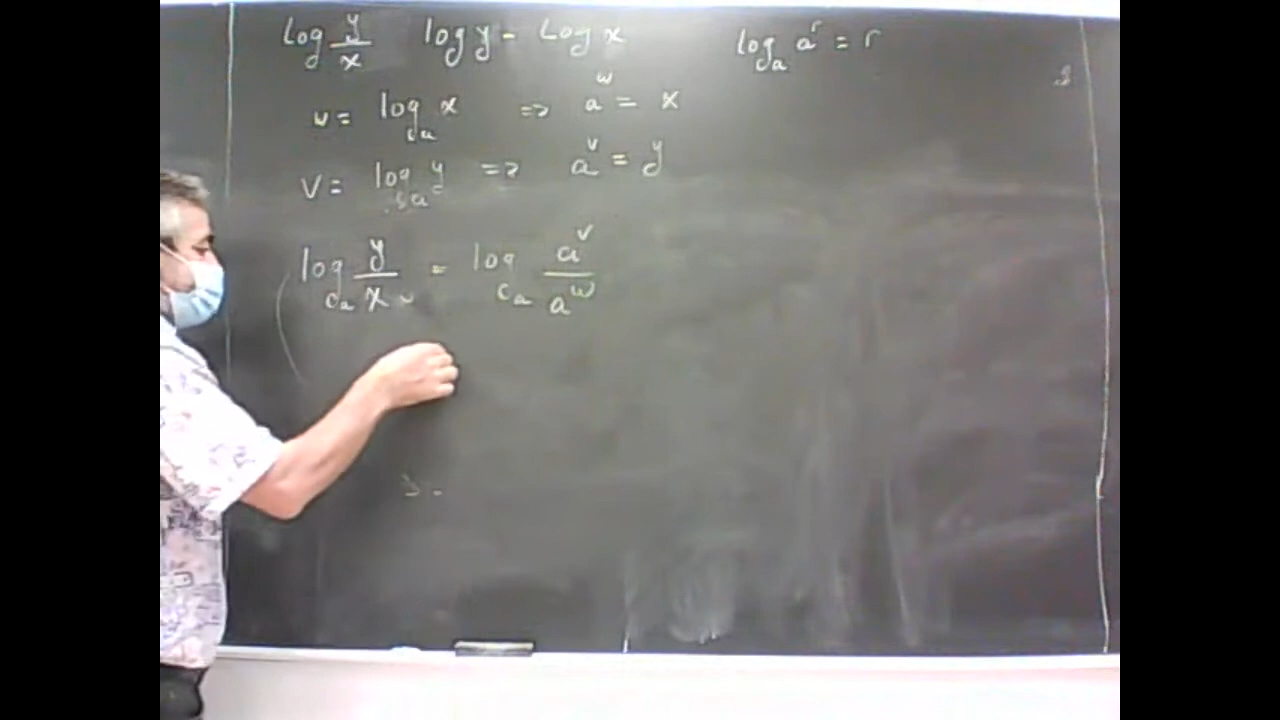 log y/x log y - log x log_a a^r = r
w = log_a x => a^w = x
v = log_a y => a^v = y
log_a y/x = log_a a^v/a^w